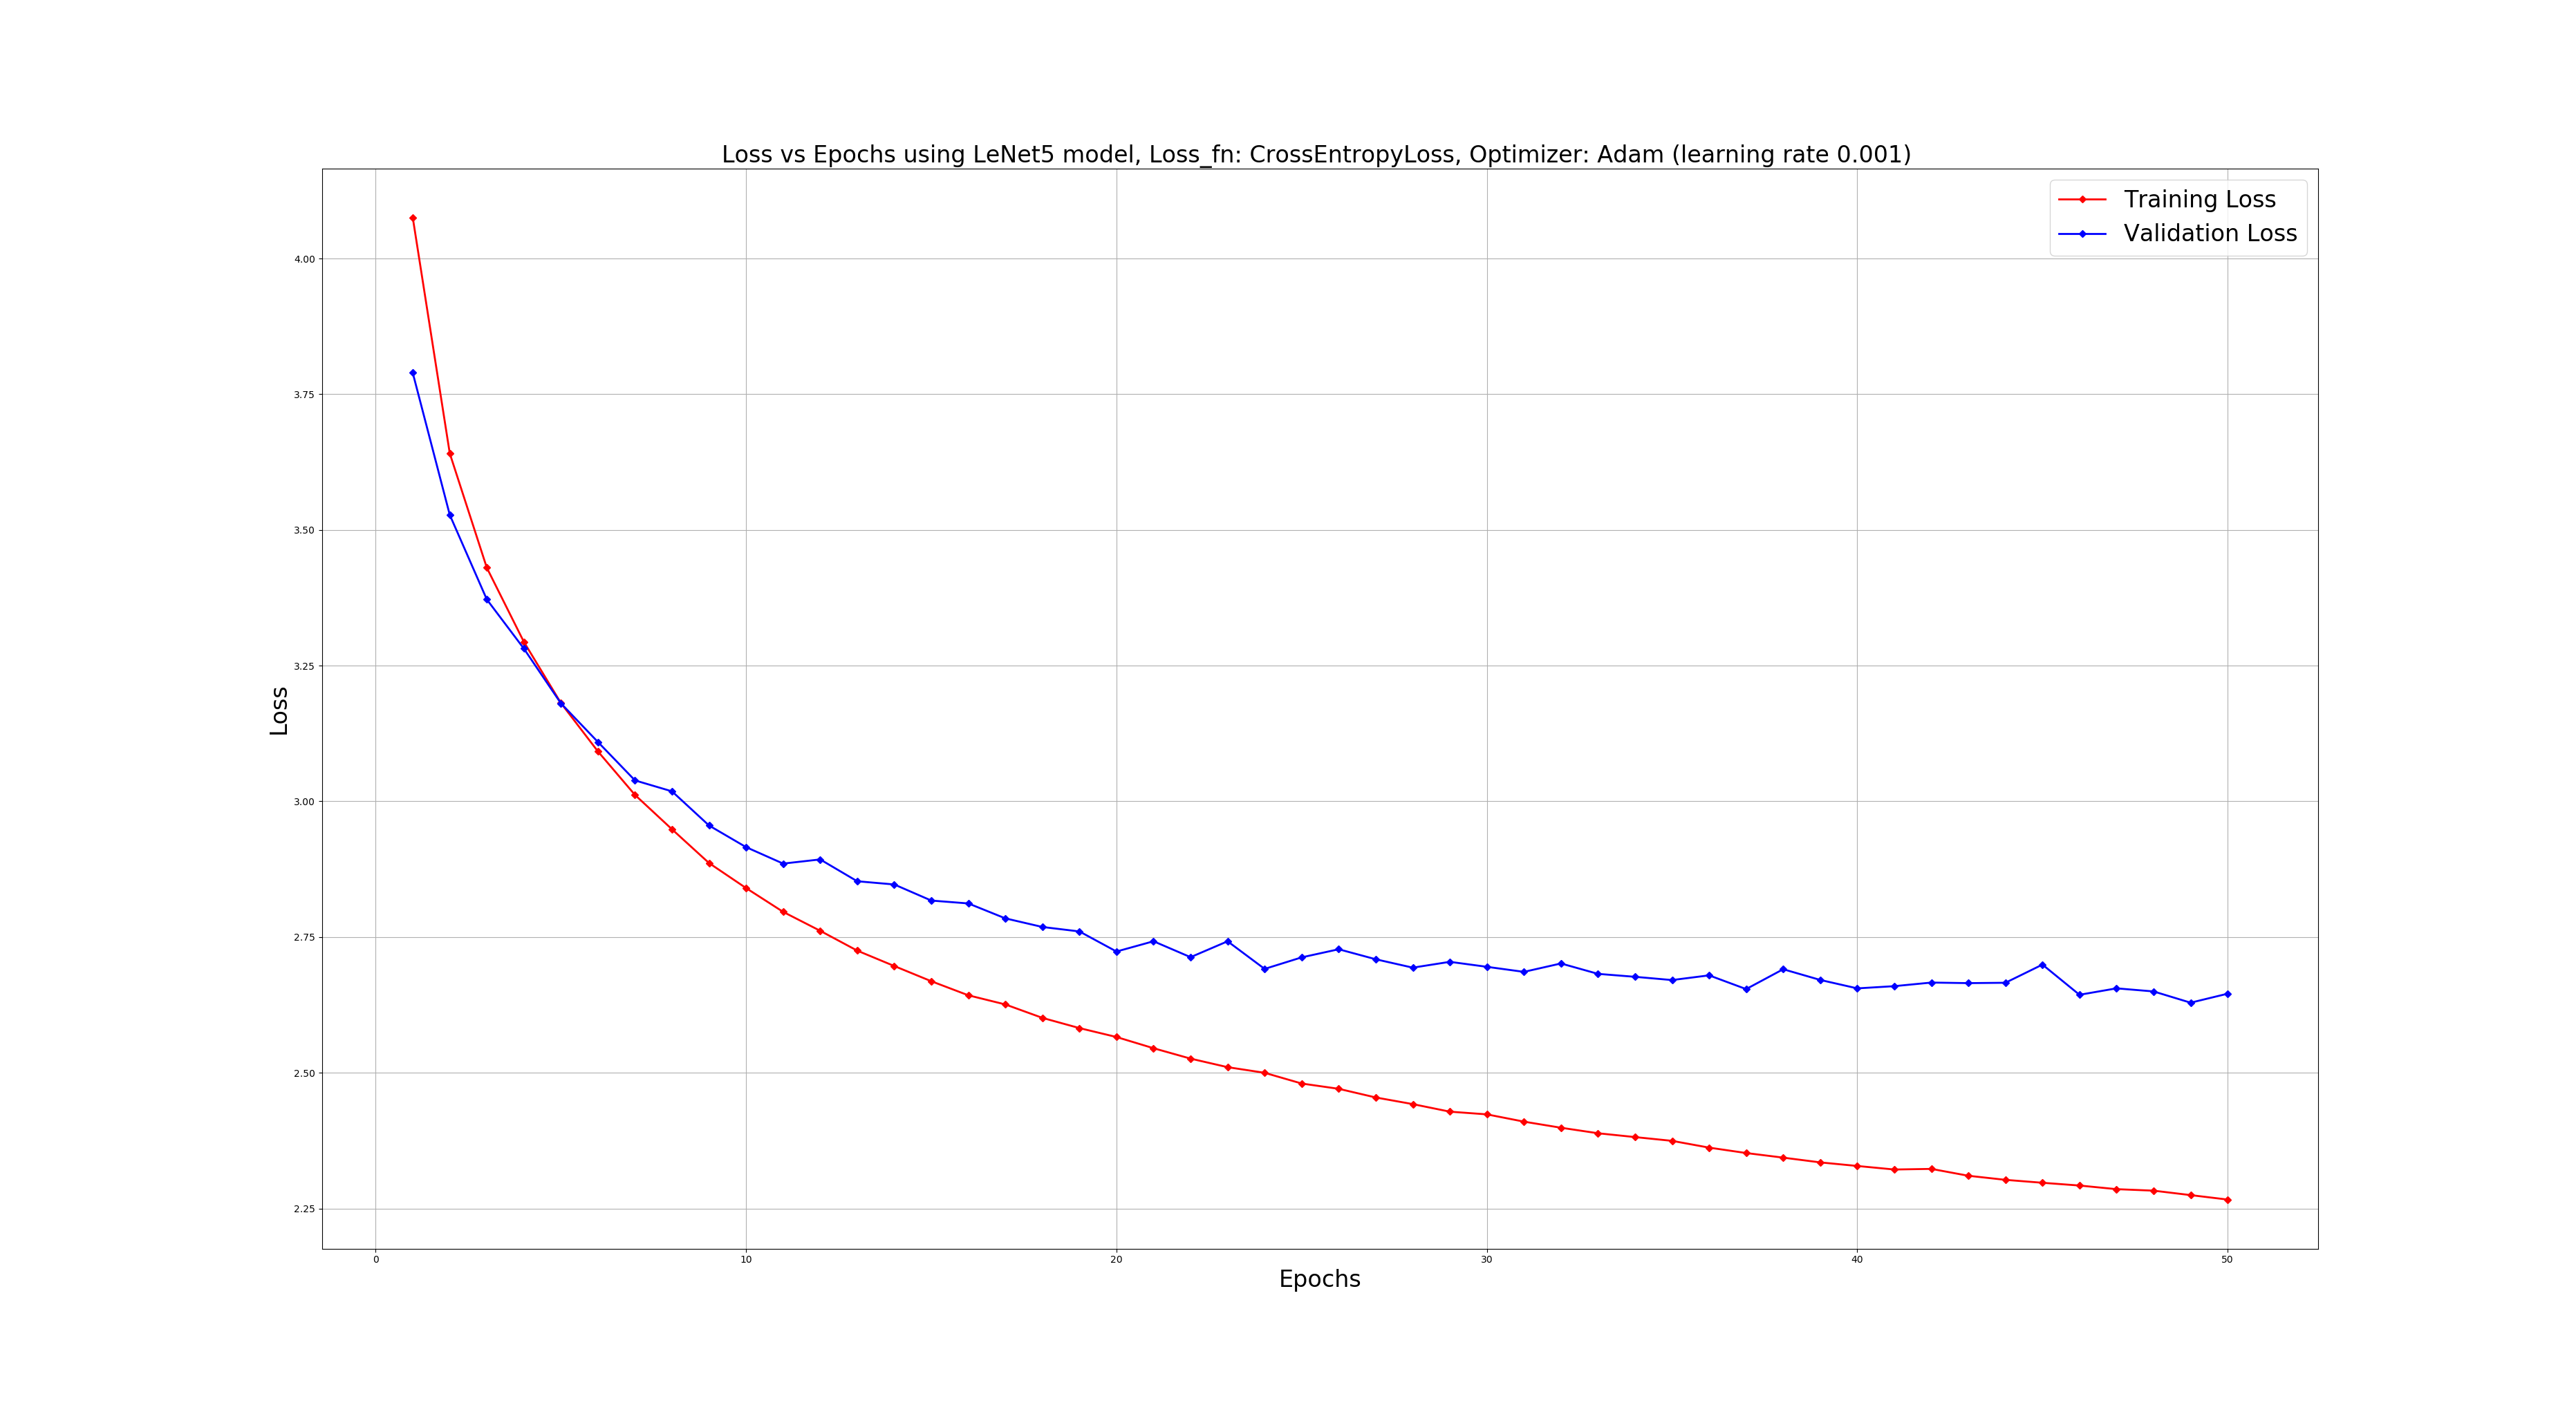 Loss vs Epochs using LeNet5 model, Loss_fn: CrossEntropyLoss, Optimizer: Adam (learning rate 0.001)
Training Loss
Validation Loss
4.00
3.75
3.50
3.25
3.00
2.75
2.50
2.25
Loss
0 10 20 30 40 50
Epochs